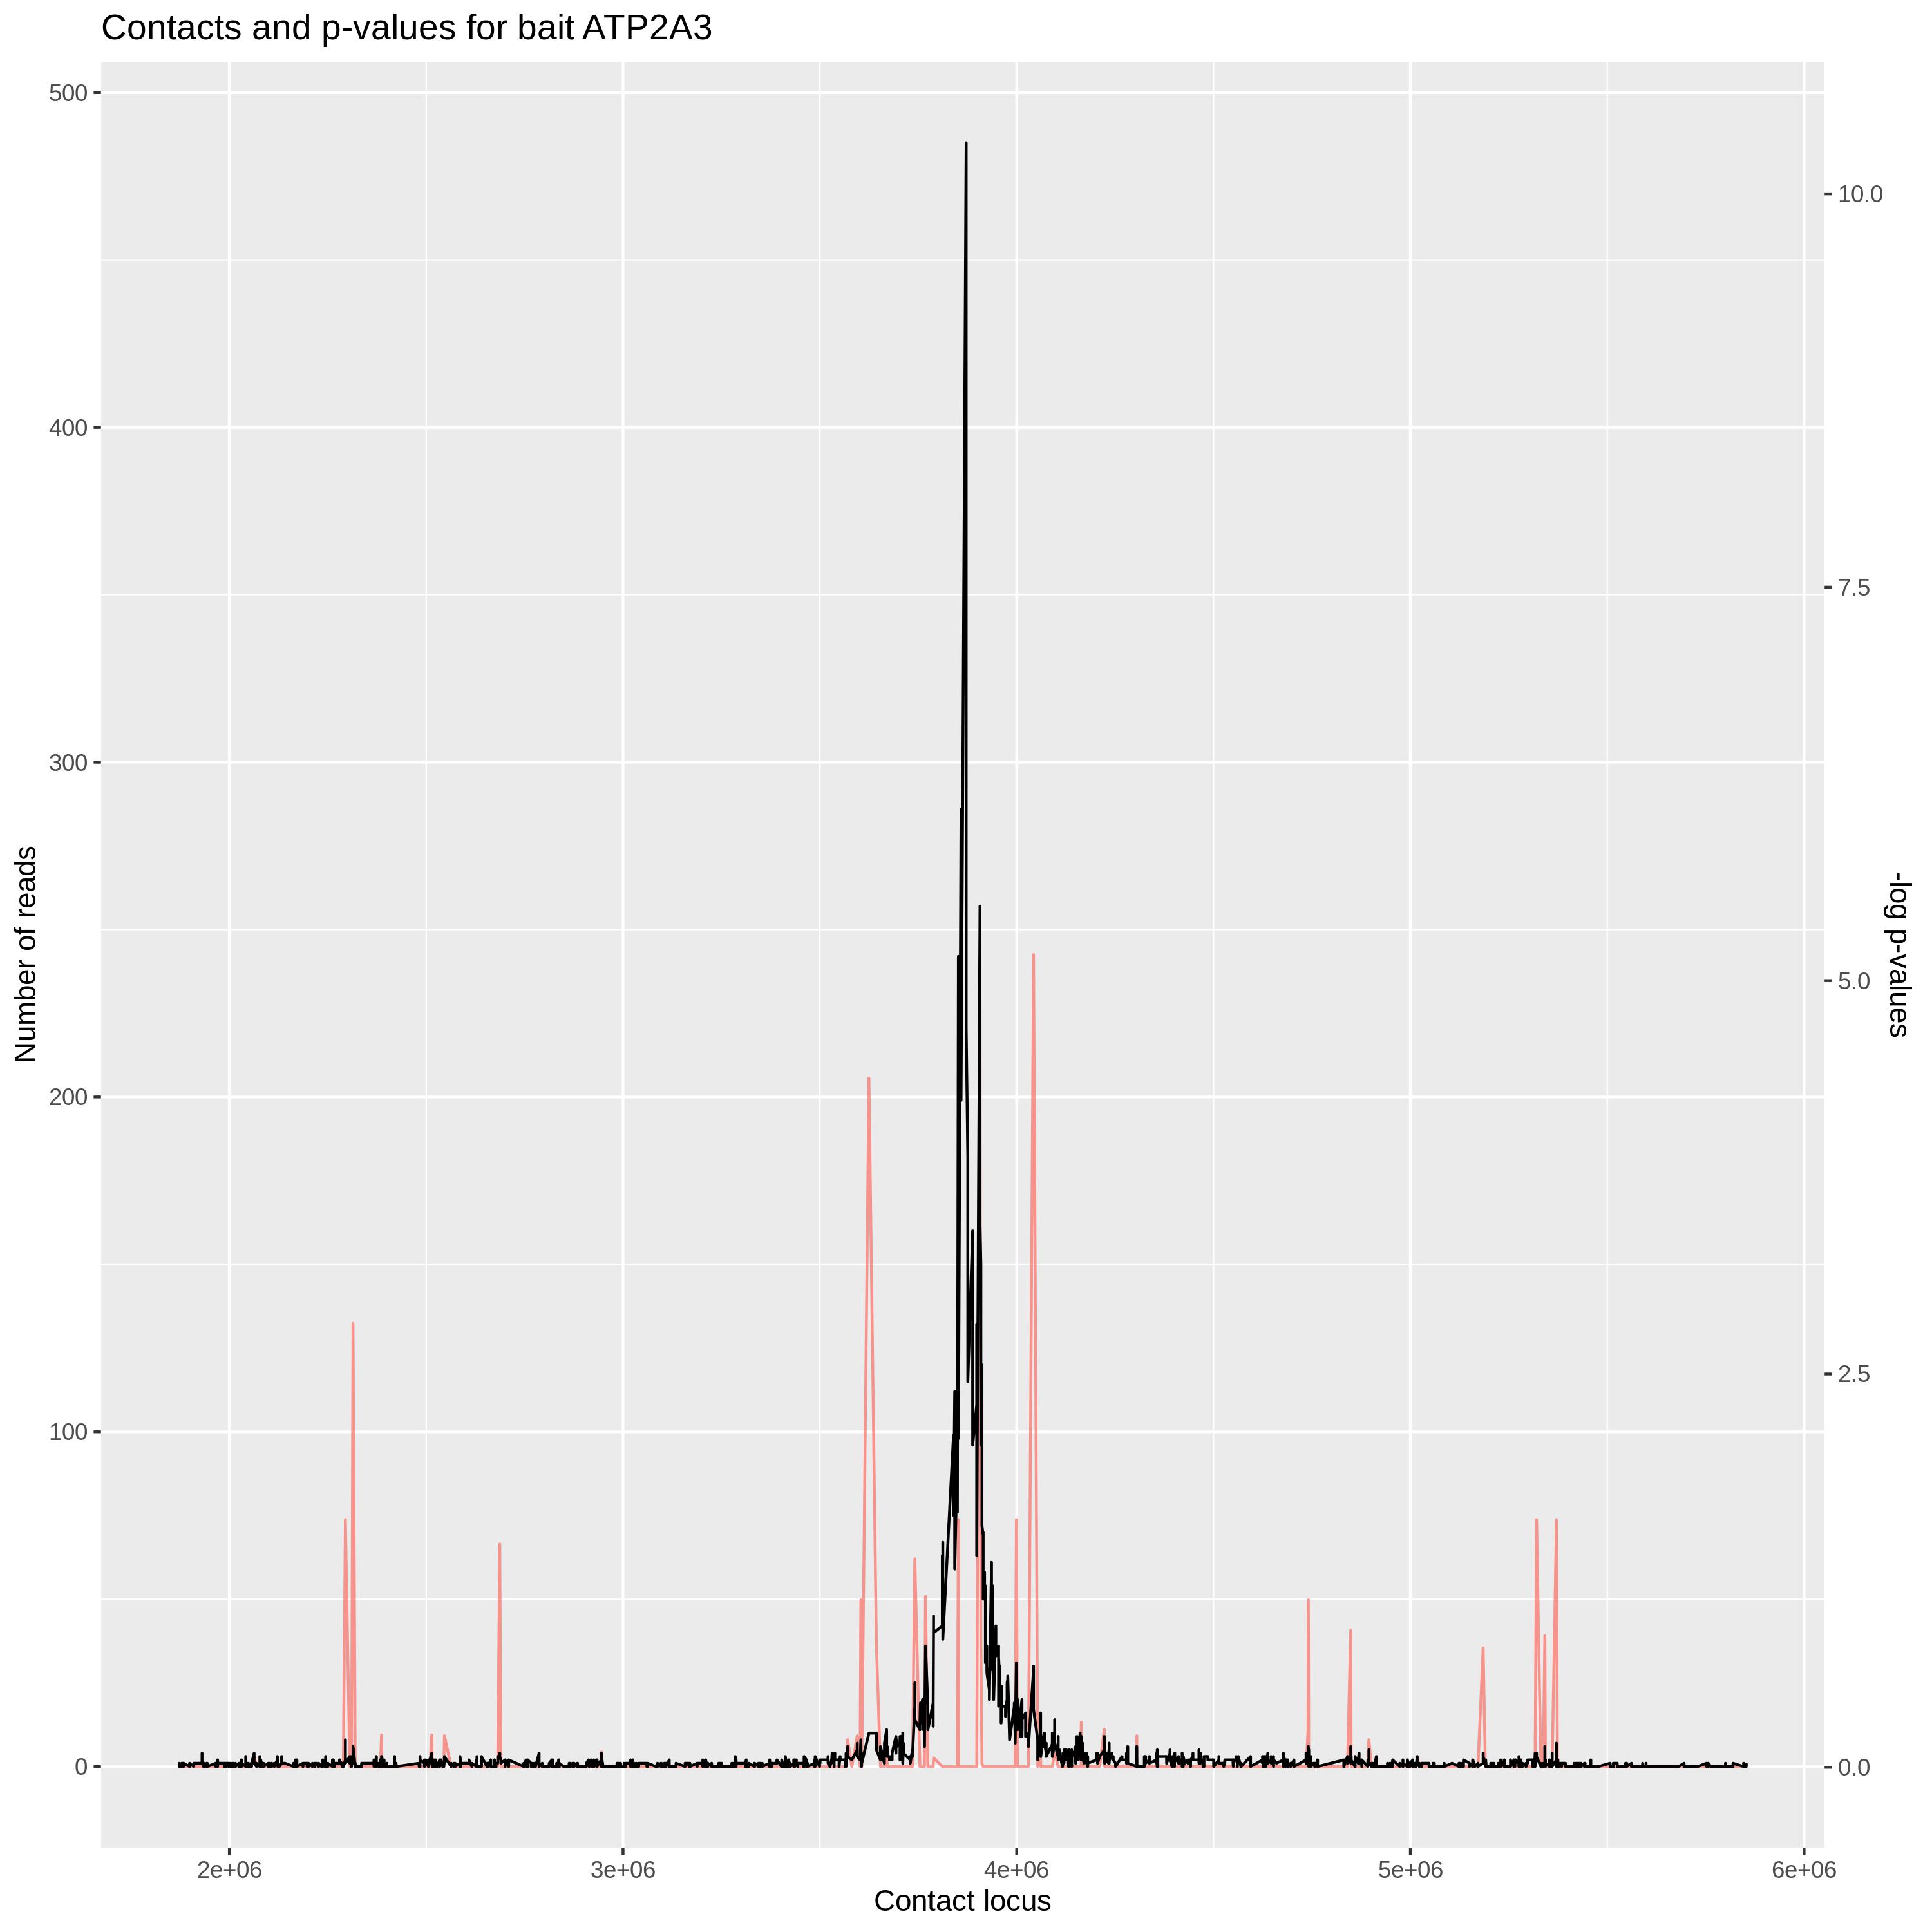 Contacts and p-values for bait ATP2A3
500
400
300
200
100
0
Number of reads
10.0
7.5
5.0
2.5
0.0
-log p-values
2e+06
3e+06
4e+06
5e+06
6e+06
Contact locus